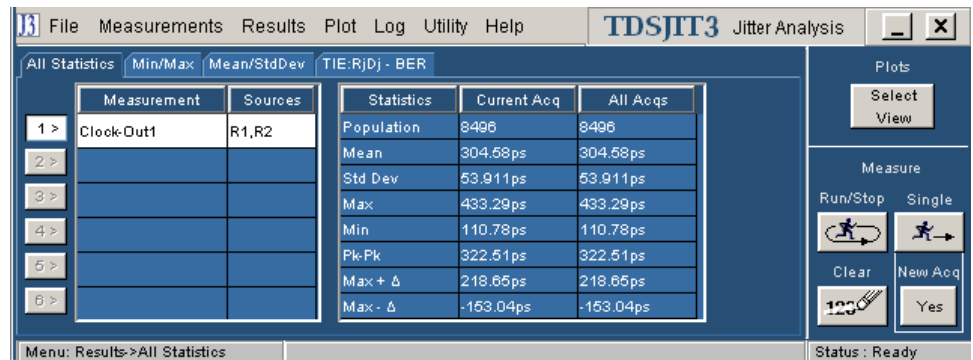 J3 File Measurements Results Plot Log Utility Help TDSJIT3 Jitter Analysis
All Statistics Min/Max Mean/StdDev TIE:RjDj - BER
Plots
Select View
Measurement Sources
1 > Clock-Out1 R1,R2
2 >
3 >
4 >
5 >
6 >
Statistics Current Acq All Acqs
Population 8496 8496
Mean 304.58ps 304.58ps
Std Dev 53.911ps 53.911ps
Max 433.29ps 433.29ps
Min 110.78ps 110.78ps
Pk-Pk 322.51ps 322.51ps
Max + Δ 218.65ps 218.65ps
Max - Δ -153.04ps -153.04ps
Measure
Run/Stop Single
Clear New Acq
123 Yes
Menu: Results->All Statistics
Status : Ready